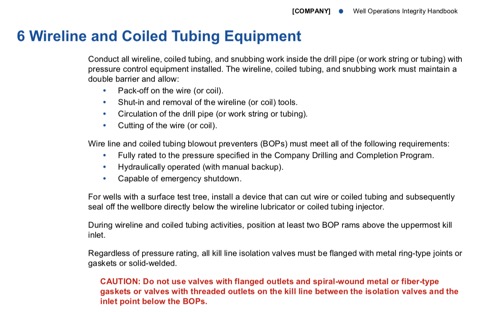 [COMPANY] ● Well Operations Integrity Handbook
6 Wireline and Coiled Tubing Equipment
Conduct all wireline, coiled tubing, and snubbing work inside the drill pipe (or work string or tubing) with
pressure control equipment installed. The wireline, coiled tubing, and snubbing work must maintain a
double barrier and allow:
• Pack-off on the wire (or coil).
• Shut-in and removal of the wireline (or coil) tools.
• Circulation of the drill pipe (or work string or tubing).
• Cutting of the wire (or coil).
Wire line and coiled tubing blowout preventers (BOPs) must meet all of the following requirements:
• Fully rated to the pressure specified in the Company Drilling and Completion Program.
• Hydraulically operated (with manual backup).
• Capable of emergency shutdown.
For wells with a surface test tree, install a device that can cut wire or coiled tubing and subsequently
seal off the wellbore directly below the wireline lubricator or coiled tubing injector.
During wireline and coiled tubing activities, position at least two BOP rams above the uppermost kill
inlet.
Regardless of pressure rating, all kill line isolation valves must be flanged with metal ring-type joints or
gaskets or solid-welded.
CAUTION: Do not use valves with flanged outlets and spiral-wound metal or fiber-type
gaskets or valves with threaded outlets on the kill line between the isolation valves and the
inlet point below the BOPs.